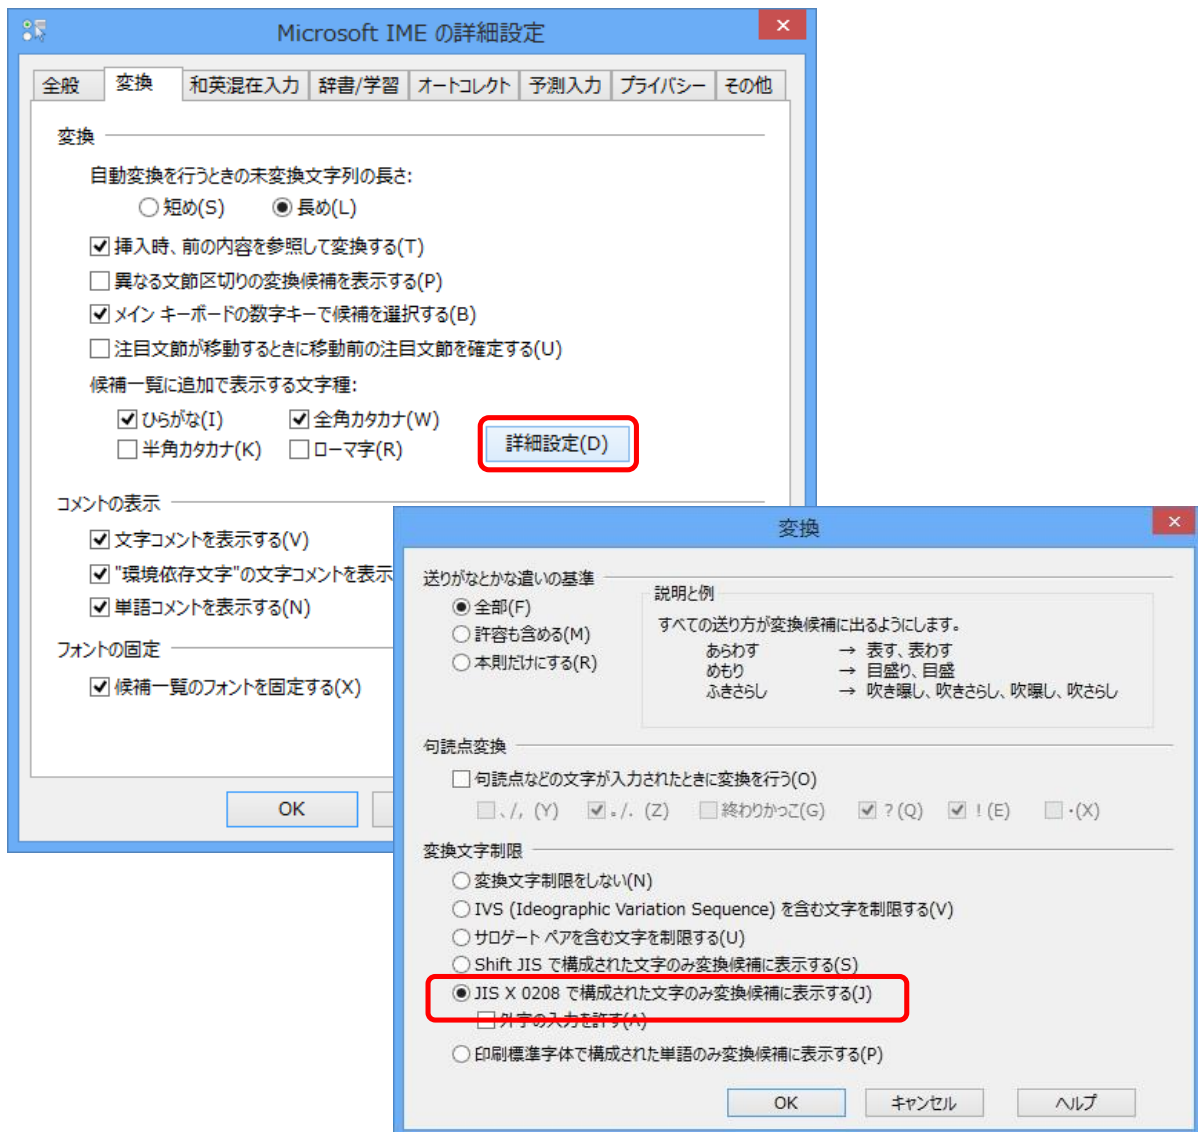 Microsoft IME の詳細設定
全般 変換 和英混在入力 辞書/学習 オートコレクト 予測入力 プライバシー その他
変換
自動変換を行うときの未変換文字列の長さ:
短め(S) 長め(L)
挿入時、前の内容を参照して変換する(T)
異なる文節区切りの変換候補を表示する(P)
メイン キーボードの数字キーで候補を選択する(B)
注目文節が移動するときに移動前の注目文節を確定する(U)
候補一覧に追加で表示する文字種:
ひらがな(I) 全角カタカナ(W)
半角カタカナ(K) ローマ字(R)
詳細設定(D)
コメントの表示
文字コメントを表示する(V)
"環境依存文字"の文字コメントを表示
単語コメントを表示する(N)
フォントの固定
候補一覧のフォントを固定する(X)
OK
変換
送りがなとかな遣いの基準
全部(F)
許容も含める(M)
本則だけにする(R)
説明と例
すべての送り方が変換候補に出るようにします。
あらわす → 表す、表わす
めもり → 目盛り、目盛
ふきさらし → 吹き曝し、吹きさらし、吹曝し、吹さらし
句読点変換
句読点などの文字が入力されたときに変換を行う(O)
、/, (Y) 。/. (Z) 終わりかっこ(G) ? (Q) ! (E) ・(X)
変換文字制限
変換文字制限をしない(N)
IVS (Ideographic Variation Sequence) を含む文字を制限する(V)
サロゲート ペアを含む文字を制限する(U)
Shift JIS で構成された文字のみ変換候補に表示する(S)
JIS X 0208 で構成された文字のみ変換候補に表示する(J)
外字の入力を許す(A)
印刷標準字体で構成された単語のみ変換候補に表示する(P)
OK キャンセル ヘルプ